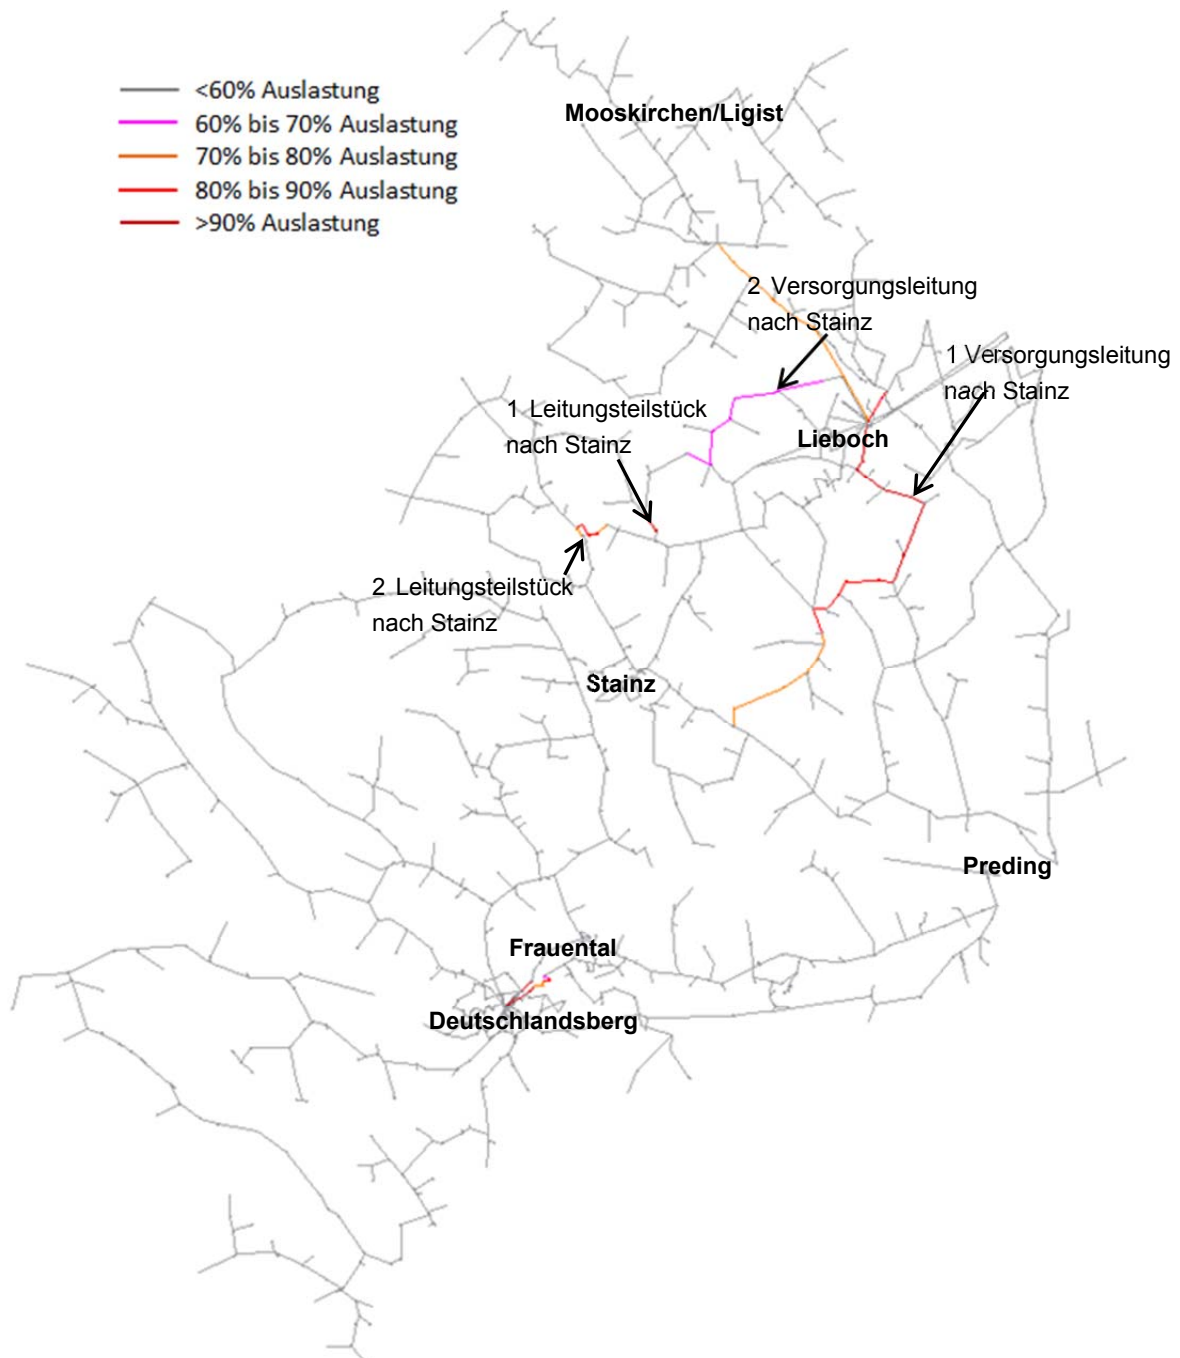 <60% Auslastung
60% bis 70% Auslastung
70% bis 80% Auslastung
80% bis 90% Auslastung
>90% Auslastung
Mooskirchen/Ligist
2 Versorgungsleitung
nach Stainz
1 Versorgungsleitung
nach Stainz
1 Leitungsteilstück
nach Stainz
Lieboch
2 Leitungsteilstück
nach Stainz
Stainz
Preding
Frauental
Deutschlandsberg